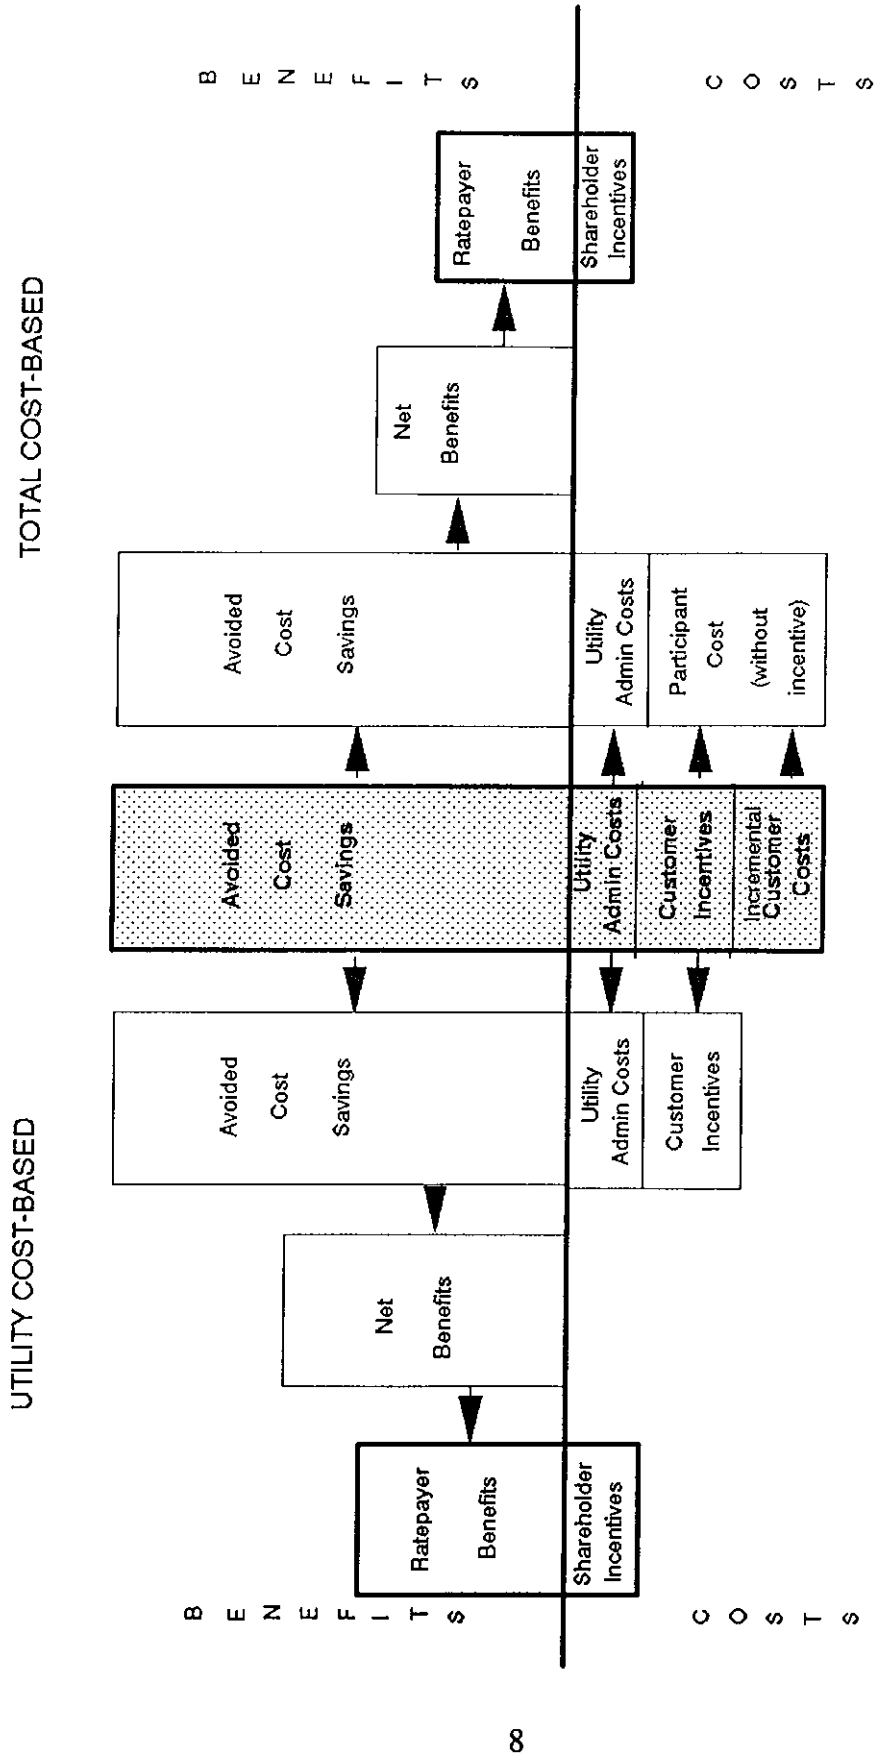 UTILITY COST-BASED
TOTAL COST-BASED
BENEFITS
COSTS
Ratepayer
Benefits
Shareholder
Incentives
Net
Benefits
Avoided
Cost
Savings
Utility
Admin Costs
Customer
Incentives
Avoided
Cost
Savings
Utility
Admin Costs
Customer
Incentives
Incremental
Customer
Costs
Avoided
Cost
Savings
Utility
Admin Costs
Participant
Cost
(without
incentive)
Net
Benefits
Ratepayer
Benefits
Shareholder
Incentives
BENEFITS
COSTS
8